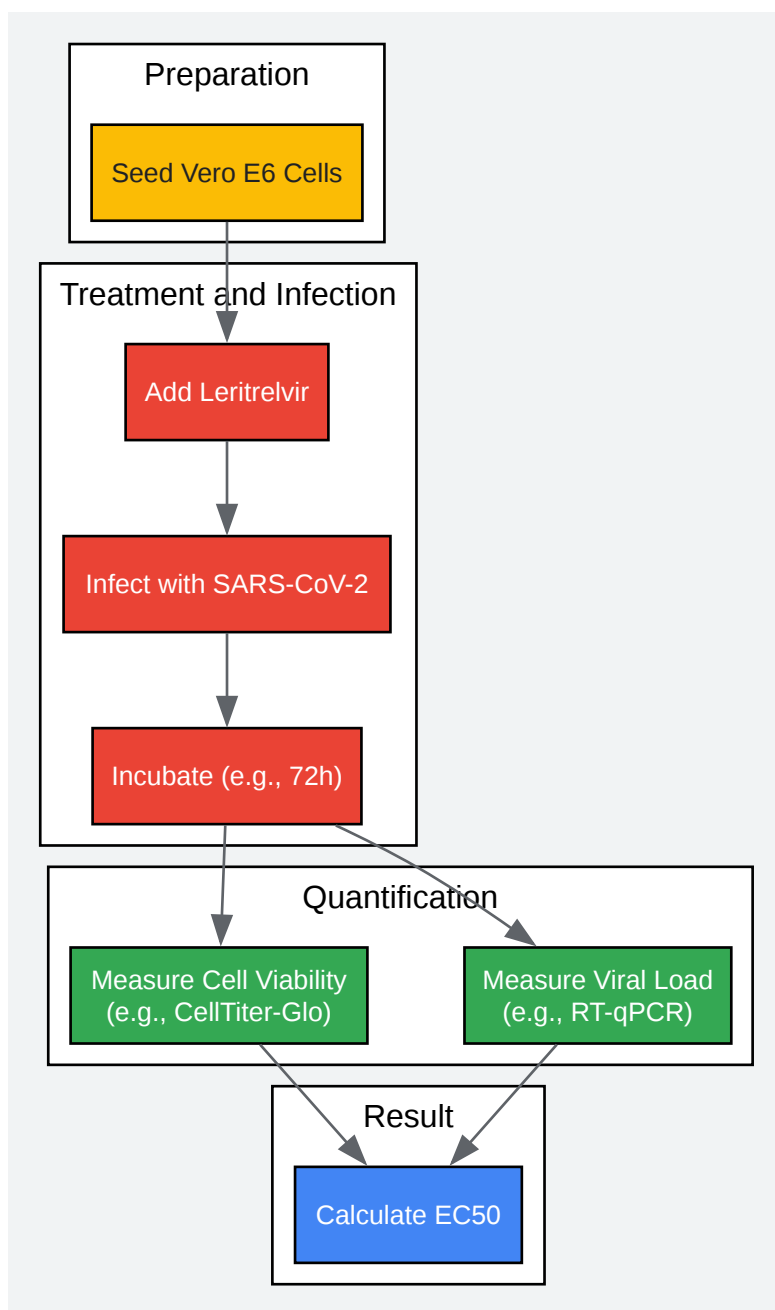 Preparation
Seed Vero E6 Cells
Treatment and Infection
Add Leritrelvir
Infect with SARS-CoV-2
Incubate (e.g., 72h)
Quantification
Measure Cell Viability
(e.g., CellTiter-Glo)
Measure Viral Load
(e.g., RT-qPCR)
Result
Calculate EC50